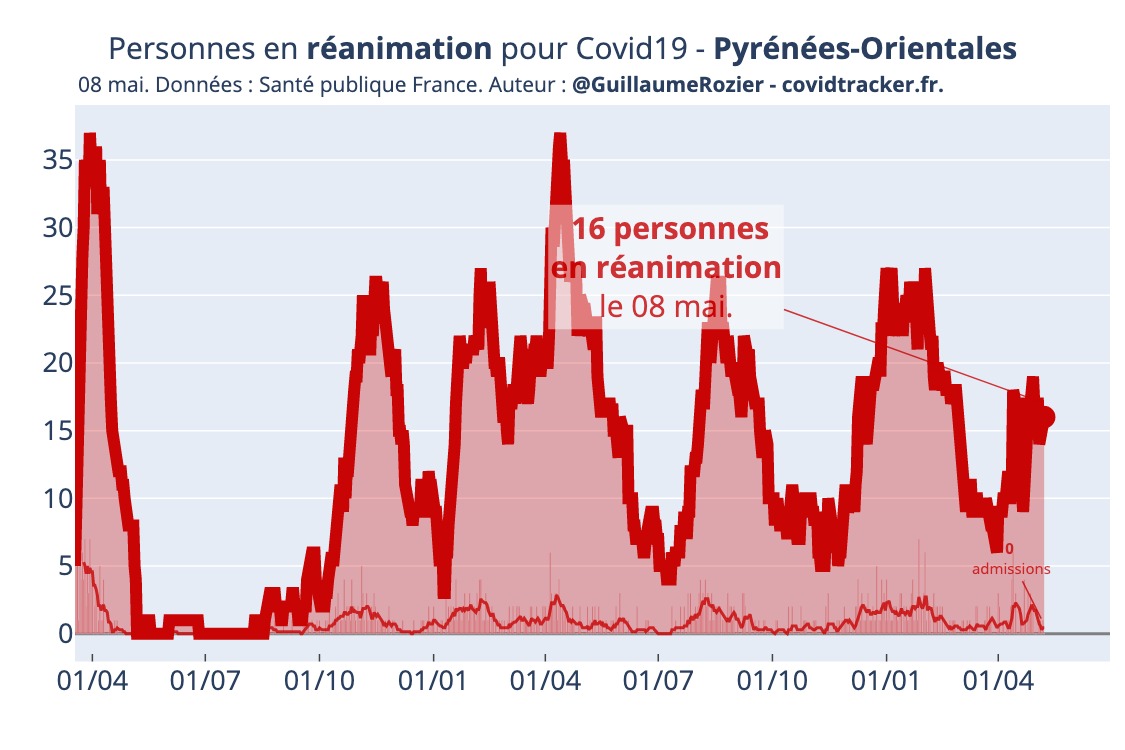 Personnes en réanimation pour Covid19 - Pyrénées-Orientales
08 mai. Données : Santé publique France. Auteur : @GuillaumeRozier - covidtracker.fr.
35
30
25
20
15
10
5
0
16 personnes
en réanimation
le 08 mai.
0
admissions
01/04 01/07 01/10 01/01 01/04 01/07 01/10 01/01 01/04